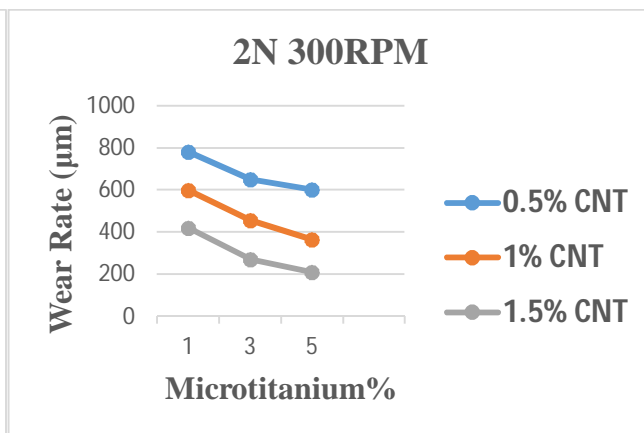 2N 300RPM
Wear Rate (µm)
1000
800
600
400
200
0
1 3 5
Microtitanium%
0.5% CNT
1% CNT
1.5% CNT